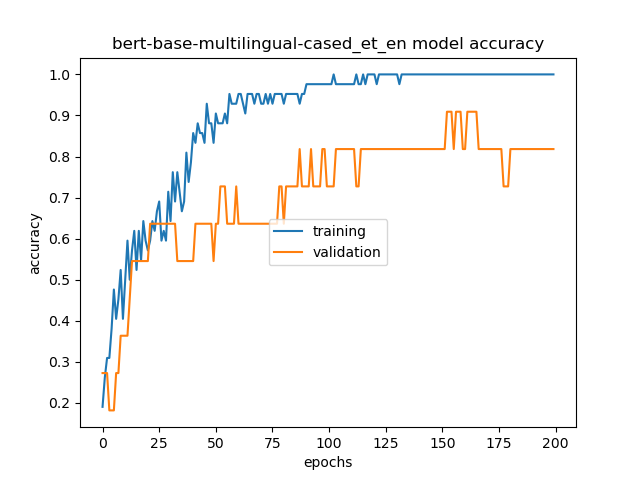 bert-base-multilingual-cased_et_en model accuracy
1.0
0.9
0.8
0.7
0.6
0.5
0.4
0.3
0.2
accuracy
training
validation
0 25 50 75 100 125 150 175 200
epochs